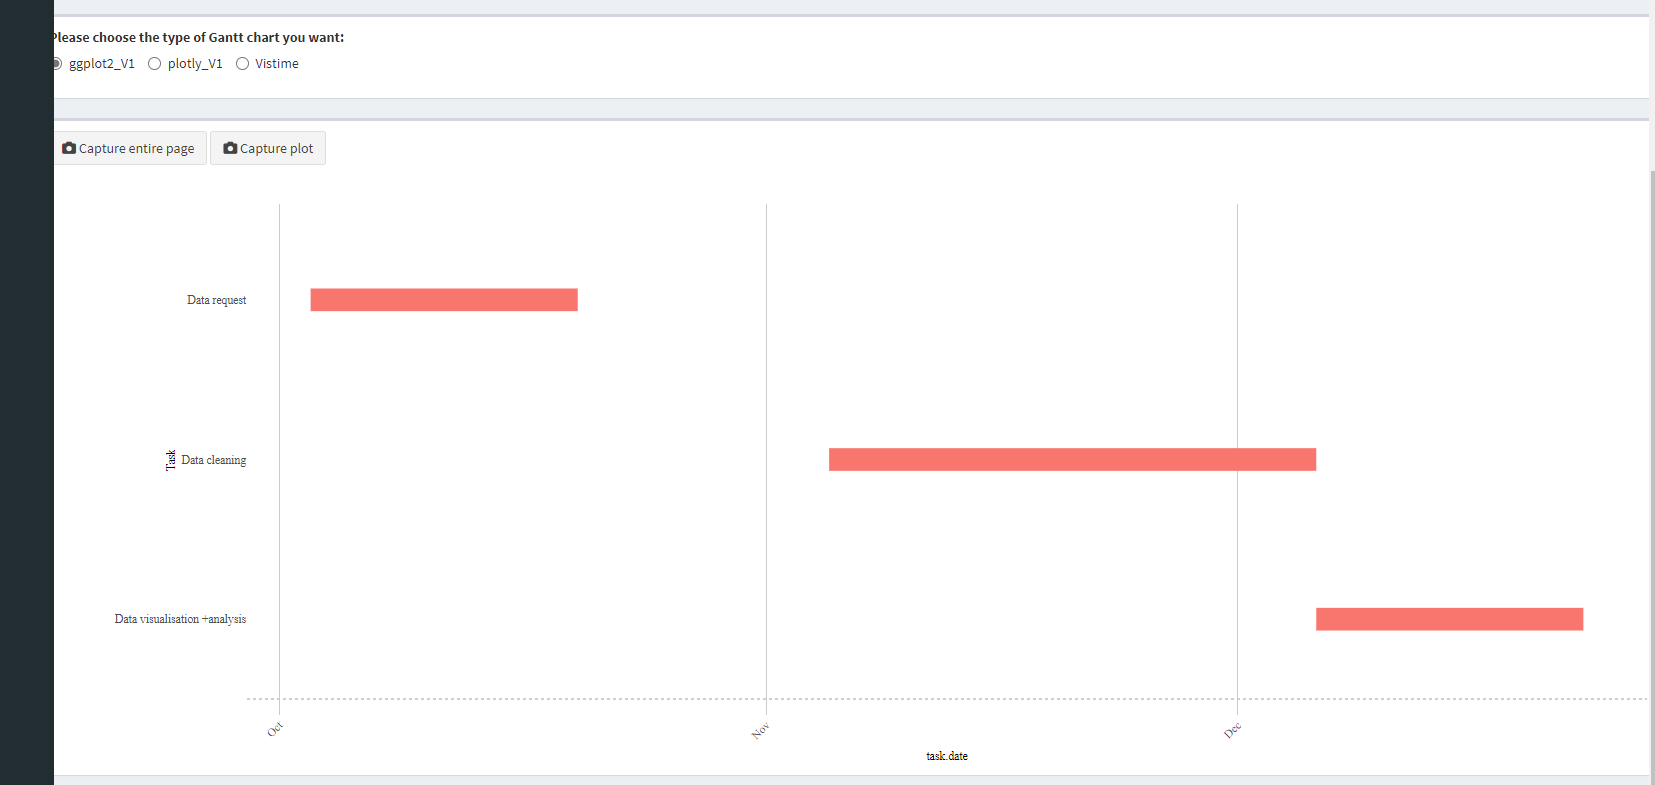 Please choose the type of Gantt chart you want:
ggplot2_V1 plotly_V1 Vistime
Capture entire page Capture plot
Data request
Task
Data cleaning
Data visualisation +analysis
Oct Nov Dec
task.date